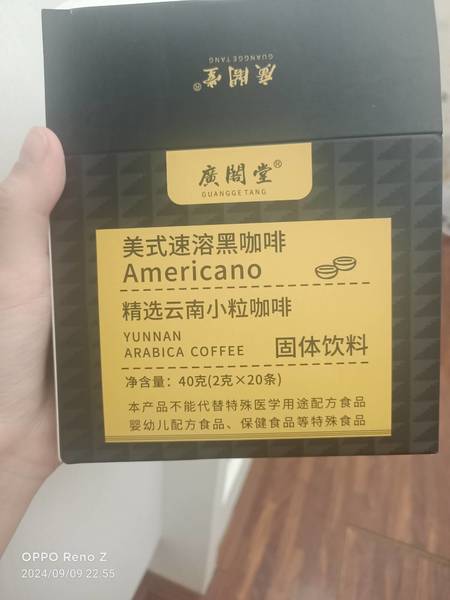 廣閣堂®
GUANGGE TANG
廣閣堂®
GUANGGE TANG
美式速溶黑咖啡
Americano
精选云南小粒咖啡
YUNNAN
ARABICA COFFEE
固体饮料
净含量：40克(2克×20条)
本产品不能代替特殊医学用途配方食品
婴幼儿配方食品、保健食品等特殊食品
OPPO Reno Z
2024/09/09 22:55